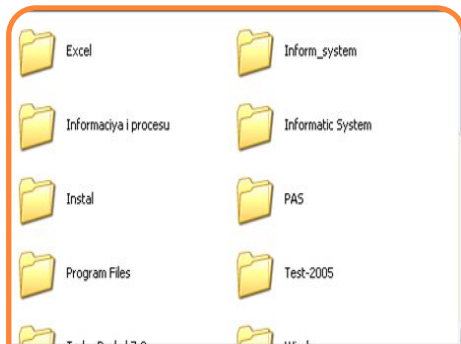 Excel
Inform_system
Informaciya i procesu
Informatic System
Instal
PAS
Program Files
Test-2005